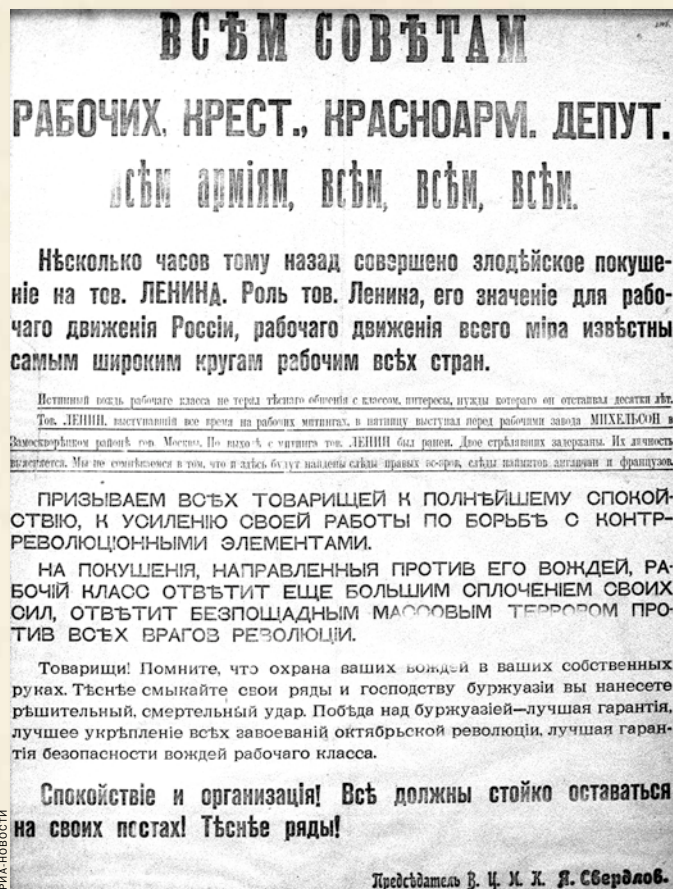 ВСѢМ СОВѢТАМ
РАБОЧИХ, КРЕСТ., КРАСНОАРМ. ДЕПУТ.
ВСѢМ АРМІЯМ, ВСѢМ, ВСѢМ, ВСѢМ.
Нѣсколько часов тому назад совершено злодѣйское покуше-
ніе на тов. ЛЕНИНА. Роль тов. Ленина, его значеніе для рабо-
чаго движенія Россіи, рабочаго движенія всего міра извѣстны
самым широким кругам рабочим всѣх стран.
Истинный вождь рабочаго класса не терял тѣснаго общенія с классом, интересы, нужды котораго он отстаивал десятки лѣт.
Тов. ЛЕНИН, выступавшій все время на рабочих митингах, в пятницу выступал перед рабочими завода МИХЕЛЬСОН в
Замоскворѣцком районѣ гор. Москвы. По выходѣ с митинга тов. ЛЕНИН был ранен. Двое стрѣлявших задержаны. Их личность
выясняется. Мы не сомнѣваемся в том, что и здѣсь будут найдены слѣды правых эс-эров, слѣды наймитов англичан и французов.
ПРИЗЫВАЕМ ВСѢХ ТОВАРИЩЕЙ К ПОЛНѢЙШЕМУ СПОКОЙ-
СТВІЮ, К УСИЛЕНІЮ СВОЕЙ РАБОТЫ ПО БОРЬБѢ С КОНТР-
РЕВОЛЮЦІОННЫМИ ЭЛЕМЕНТАМИ.
НА ПОКУШЕНІЯ, НАПРАВЛЕННЫЯ ПРОТИВ ЕГО ВОЖДЕЙ, РА-
БОЧІЙ КЛАСС ОТВѢТИТ ЕЩЕ БОЛЬШИМ СПЛОЧЕНІЕМ СВОИХ
СИЛ, ОТВѢТИТ БЕЗПОЩАДНЫМ МАССОВЫМ ТЕРРОРОМ ПРО-
ТИВ ВСѢХ ВРАГОВ РЕВОЛЮЦІИ.
Товарищи! Помните, что охрана ваших вождей в ваших собственных
руках. Тѣснѣе смыкайте свои ряды и господству буржуазіи вы нанесете
рѣшительный, смертельный удар. Побѣда над буржуазіей—лучшая гарантія,
лучшее укрѣпленіе всѣх завоеваній октябрьской революціи, лучшая гаран-
тія безопасности вождей рабочаго класса.
Спокойствіе и организація! Всѣ должны стойко оставаться
на своих постах! Тѣснѣе ряды!
Предсѣдатель В. Ц. И. К. Я. Свердлов.
РИА-НОВОСТИ